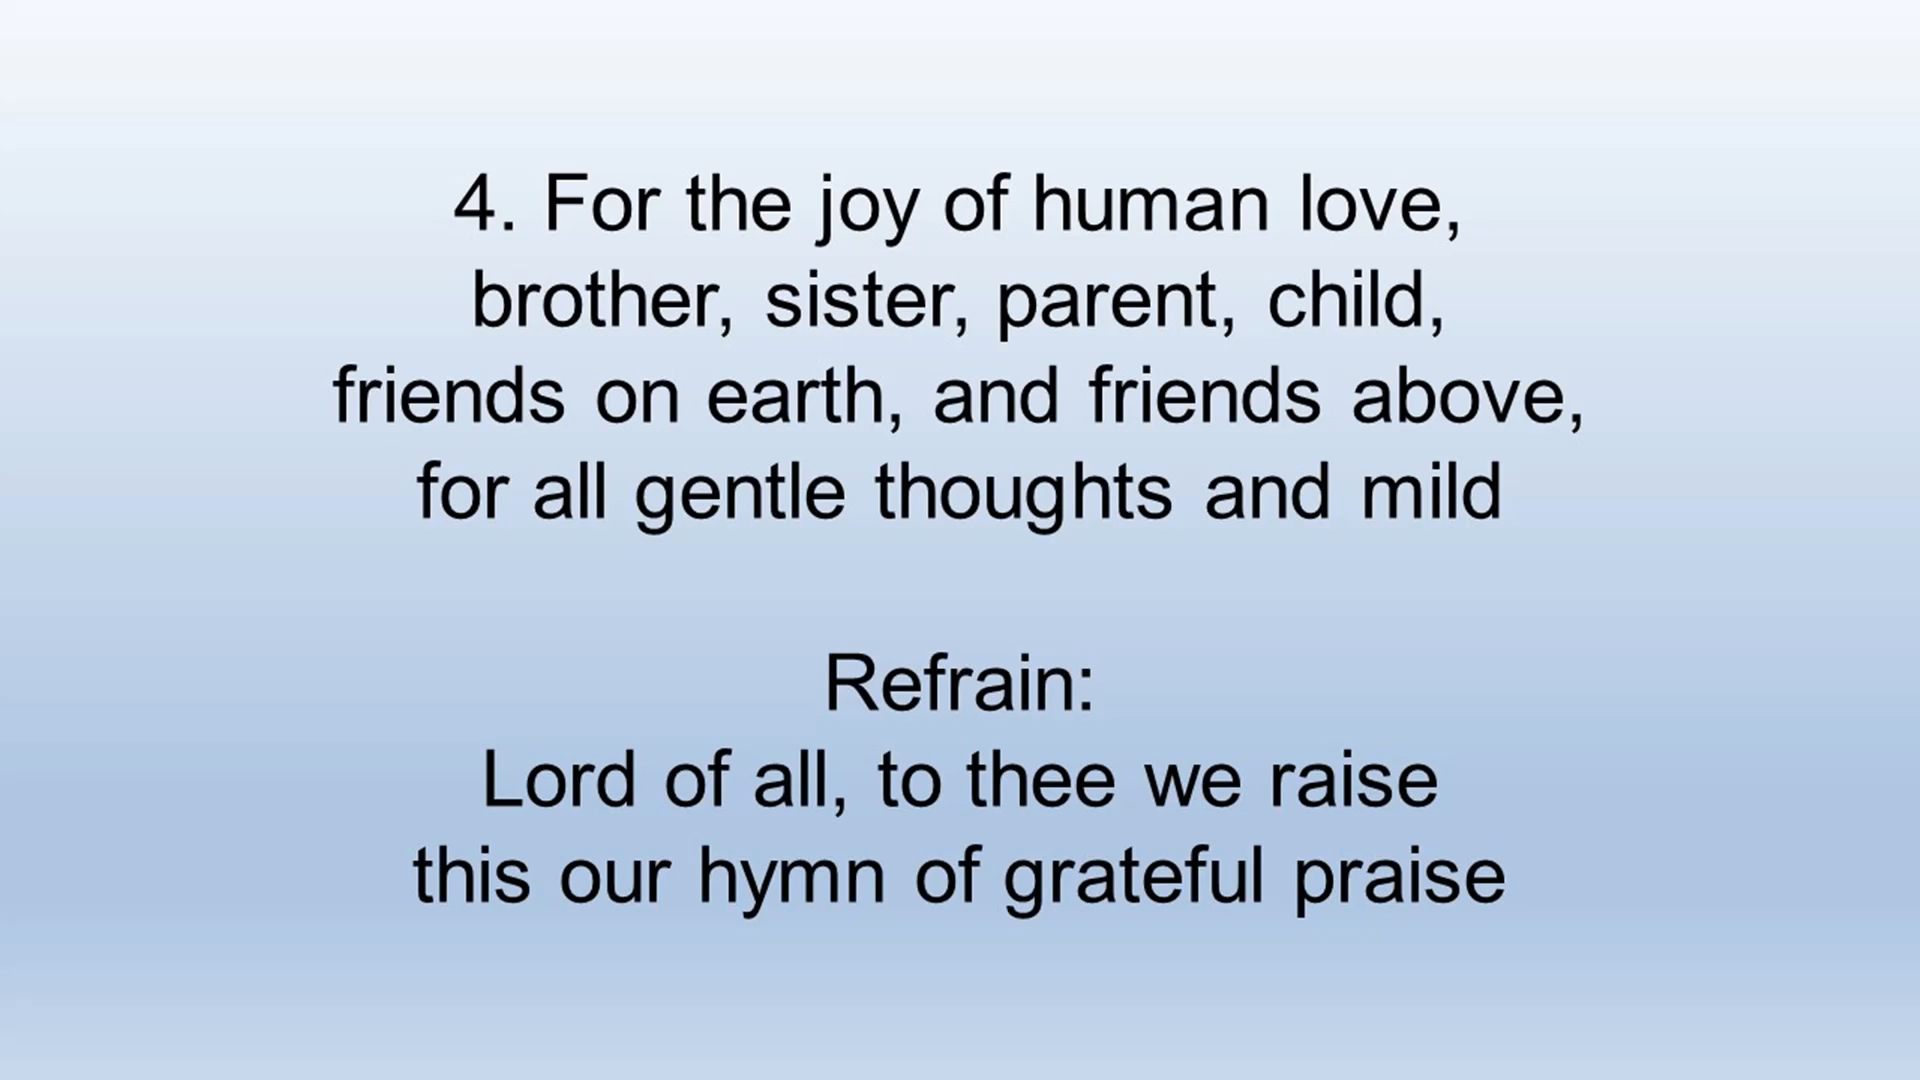 4. For the joy of human love,
brother, sister, parent, child,
friends on earth, and friends above,
for all gentle thoughts and mild
Refrain:
Lord of all, to thee we raise
this our hymn of grateful praise